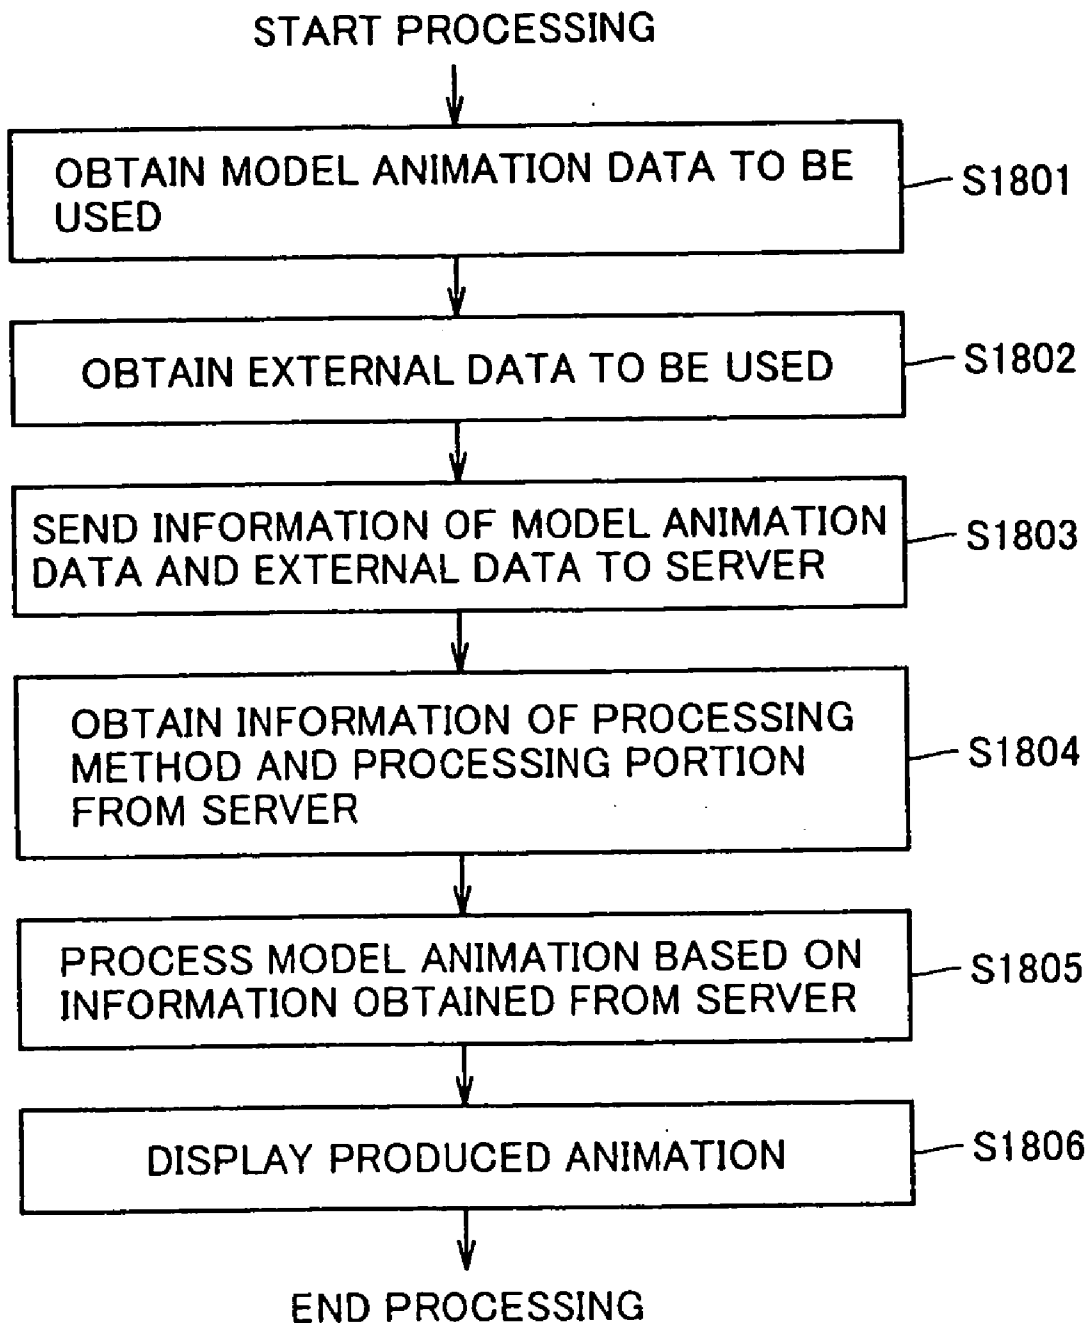 START PROCESSING
OBTAIN MODEL ANIMATION DATA TO BE
USED
S1801
OBTAIN EXTERNAL DATA TO BE USED
S1802
SEND INFORMATION OF MODEL ANIMATION
DATA AND EXTERNAL DATA TO SERVER
S1803
OBTAIN INFORMATION OF PROCESSING
METHOD AND PROCESSING PORTION
FROM SERVER
S1804
PROCESS MODEL ANIMATION BASED ON
INFORMATION OBTAINED FROM SERVER
S1805
DISPLAY PRODUCED ANIMATION
S1806
END PROCESSING